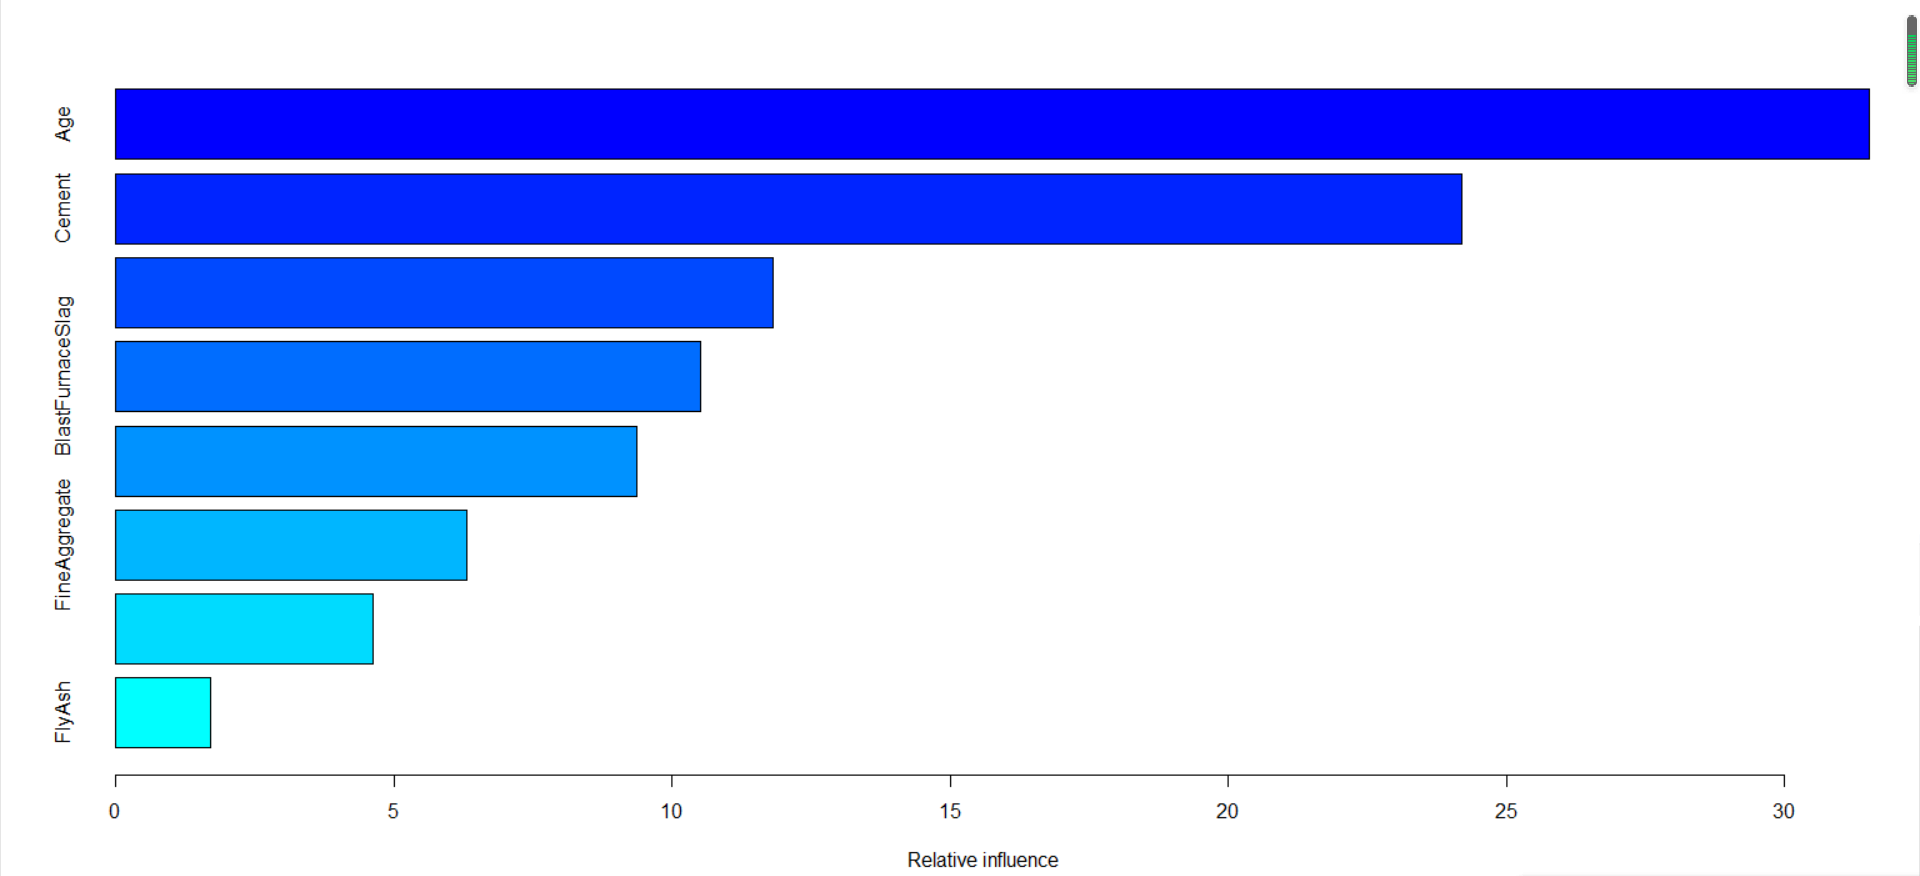 Age
Cement
BlastFurnaceSlag
FineAggregate
FlyAsh
0 5 10 15 20 25 30
Relative influence